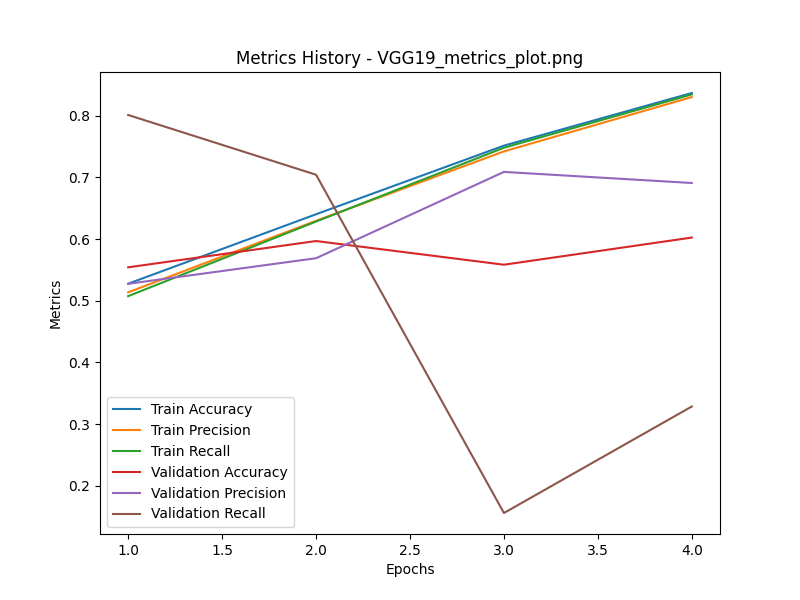 Metrics History - VGG19_metrics_plot.png
Metrics
0.8
0.7
0.6
0.5
0.4
0.3
0.2
Train Accuracy
Train Precision
Train Recall
Validation Accuracy
Validation Precision
Validation Recall
1.0 1.5 2.0 2.5 3.0 3.5 4.0
Epochs